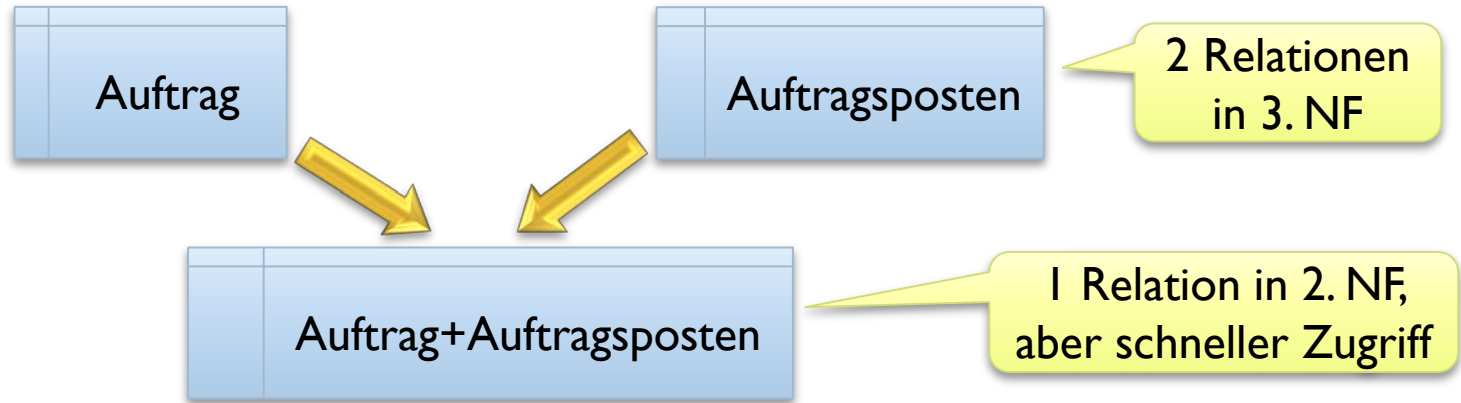 Auftrag
Auftragsposten
2 Relationen
in 3. NF
Auftrag+Auftragsposten
1 Relation in 2. NF,
aber schneller Zugriff